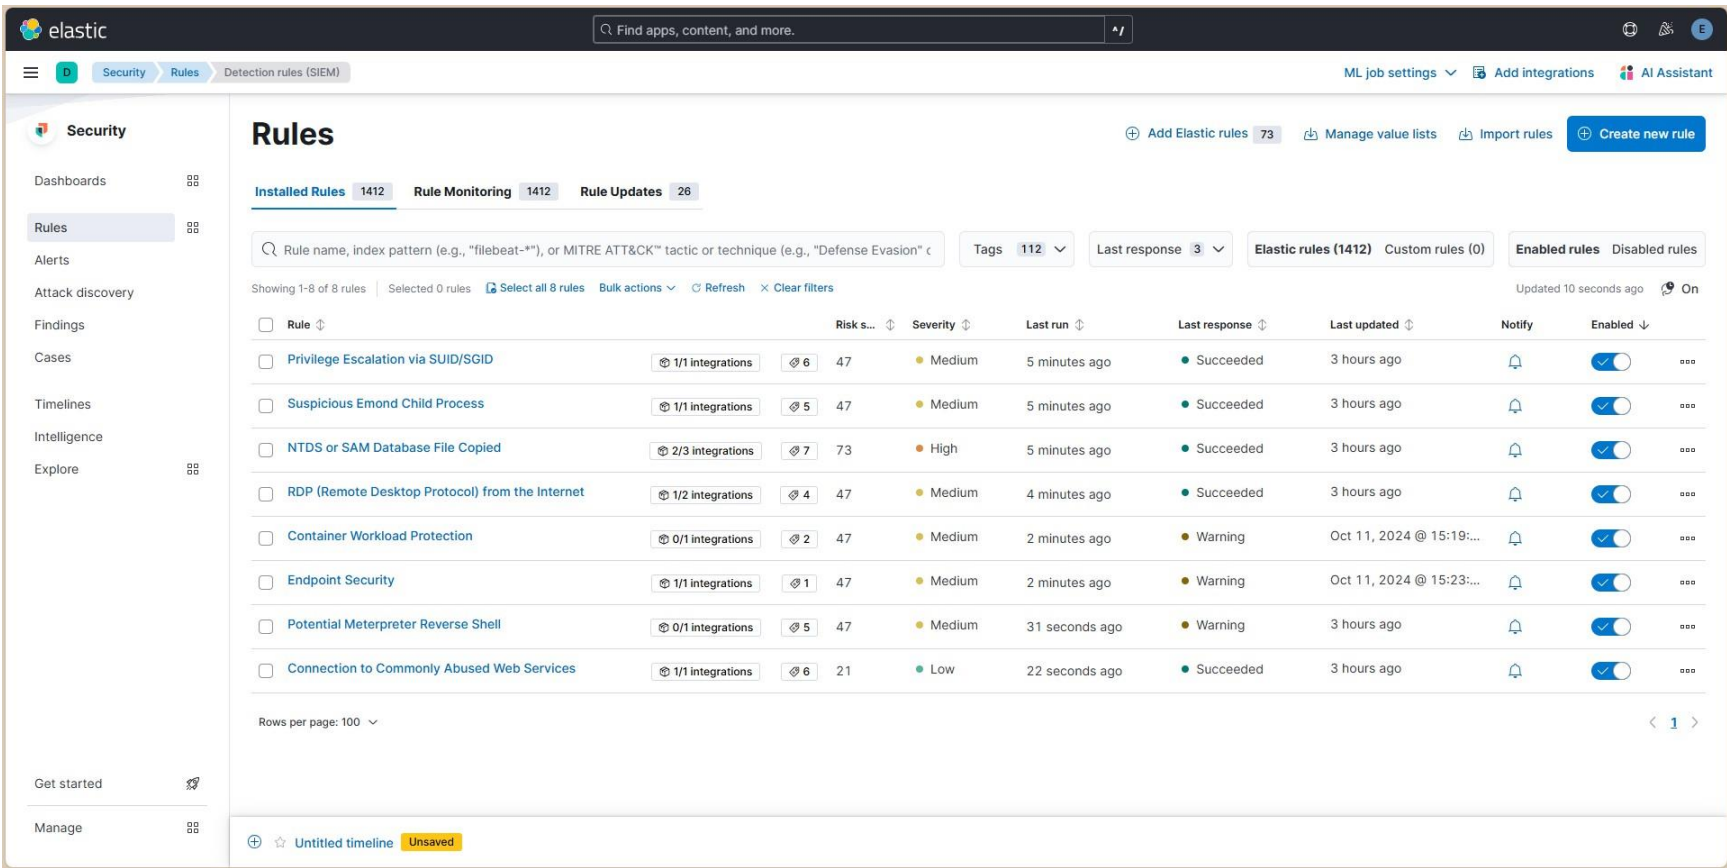 elastic
Find apps, content, and more.
^/
E
D
Security
Rules
Detection rules (SIEM)
ML job settings
Add integrations
AI Assistant
Security
Dashboards
Rules
Alerts
Attack discovery
Findings
Cases
Timelines
Intelligence
Explore
Get started
Manage
Rules
Add Elastic rules 73
Manage value lists
Import rules
Create new rule
Installed Rules 1412
Rule Monitoring 1412
Rule Updates 26
Rule name, index pattern (e.g., "filebeat-*"), or MITRE ATT&CK™ tactic or technique (e.g., "Defense Evasion" c
Tags 112
Last response 3
Elastic rules (1412) Custom rules (0)
Enabled rules Disabled rules
Showing 1-8 of 8 rules Selected 0 rules Select all 8 rules Bulk actions Refresh Clear filters
Updated 10 seconds ago On
Rule Risk s... Severity Last run Last response Last updated Notify Enabled
Privilege Escalation via SUID/SGID 1/1 integrations 6 47 Medium 5 minutes ago Succeeded 3 hours ago
Suspicious Emond Child Process 1/1 integrations 5 47 Medium 5 minutes ago Succeeded 3 hours ago
NTDS or SAM Database File Copied 2/3 integrations 7 73 High 5 minutes ago Succeeded 3 hours ago
RDP (Remote Desktop Protocol) from the Internet 1/2 integrations 4 47 Medium 4 minutes ago Succeeded 3 hours ago
Container Workload Protection 0/1 integrations 2 47 Medium 2 minutes ago Warning Oct 11, 2024 @ 15:19:...
Endpoint Security 1/1 integrations 1 47 Medium 2 minutes ago Warning Oct 11, 2024 @ 15:23:...
Potential Meterpreter Reverse Shell 0/1 integrations 5 47 Medium 31 seconds ago Warning 3 hours ago
Connection to Commonly Abused Web Services 1/1 integrations 6 21 Low 22 seconds ago Succeeded 3 hours ago
Rows per page: 100
1
Untitled timeline Unsaved